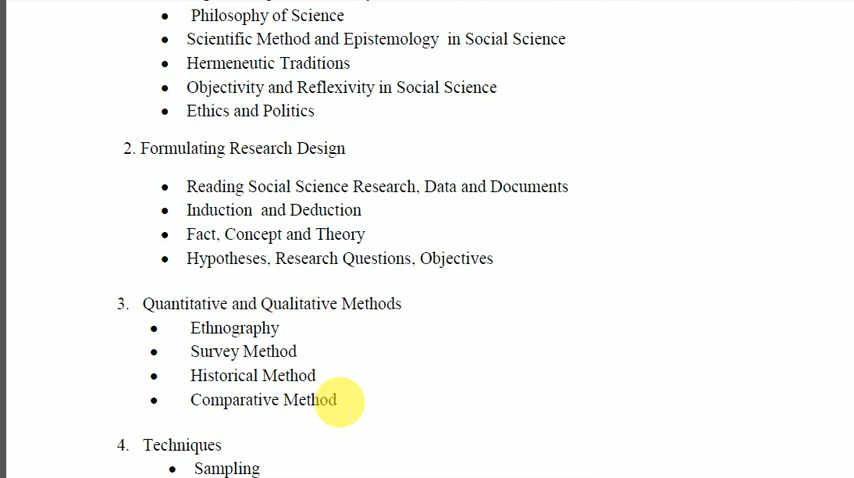 • Philosophy of Science
• Scientific Method and Epistemology in Social Science
• Hermeneutic Traditions
• Objectivity and Reflexivity in Social Science
• Ethics and Politics
2. Formulating Research Design
• Reading Social Science Research, Data and Documents
• Induction and Deduction
• Fact, Concept and Theory
• Hypotheses, Research Questions, Objectives
3. Quantitative and Qualitative Methods
• Ethnography
• Survey Method
• Historical Method
• Comparative Method
4. Techniques
• Sampling